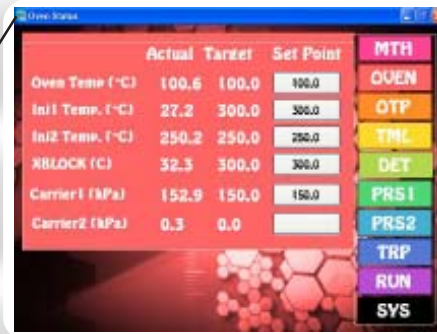 Oven Status
Actual Target Set Point
Oven Temp (°C) 100.6 100.0 100.0
Inj1 Temp. (°C) 27.2 300.0 300.0
Inj2 Temp. (°C) 250.2 250.0 250.0
XBLOCK (C) 32.3 300.0 300.0
Carrier1 (kPa) 152.9 150.0 150.0
Carrier2 (kPa) 0.3 0.0
MTH
OVEN
OTP
TML
DET
PRS1
PRS2
TRP
RUN
SYS